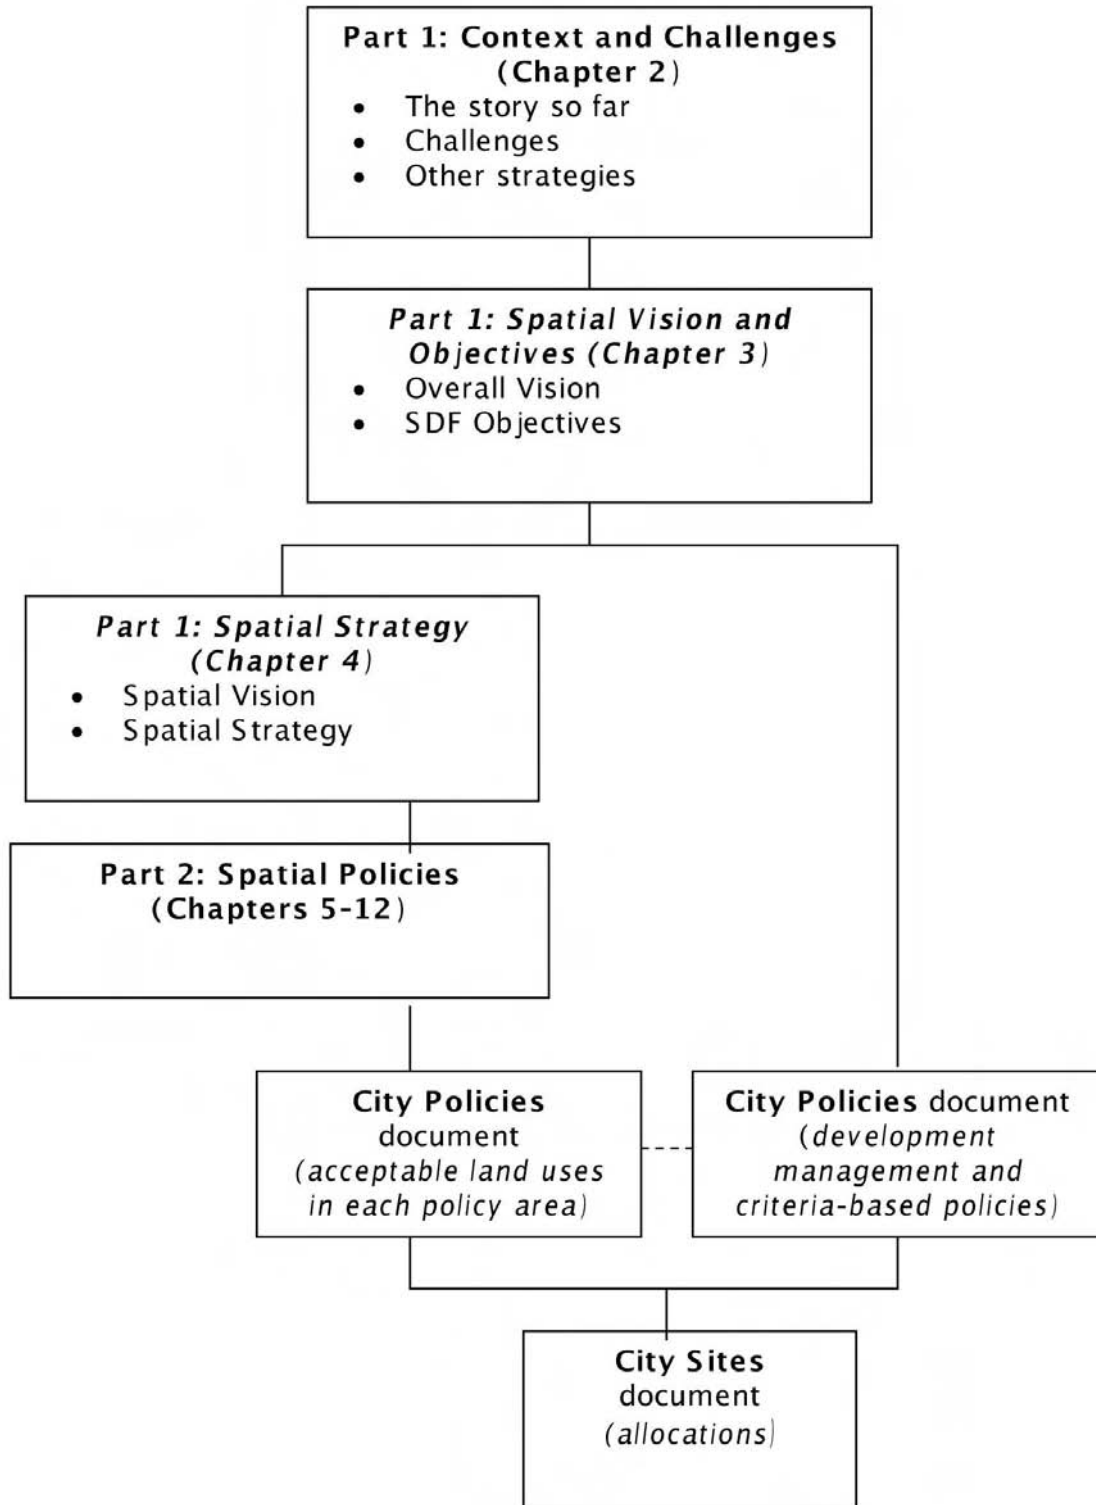 Part 1: Context and Challenges
(Chapter 2)
• The story so far
• Challenges
• Other strategies
Part 1: Spatial Vision and
Objectives (Chapter 3)
• Overall Vision
• SDF Objectives
Part 1: Spatial Strategy
(Chapter 4)
• Spatial Vision
• Spatial Strategy
Part 2: Spatial Policies
(Chapters 5-12)
City Policies
document
(acceptable land uses
in each policy area)
City Policies document
(development
management and
criteria-based policies)
City Sites
document
(allocations)